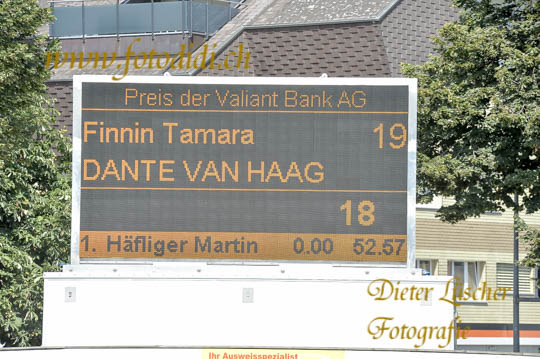 www.fotodidi.ch
Preis der Valiant Bank AG
Finnin Tamara 19
DANTE VAN HAAG
18
1. Häfliger Martin 0.00 52.57
Dieter Lüscher
Fotografie
Ihr Ausweisspezialist